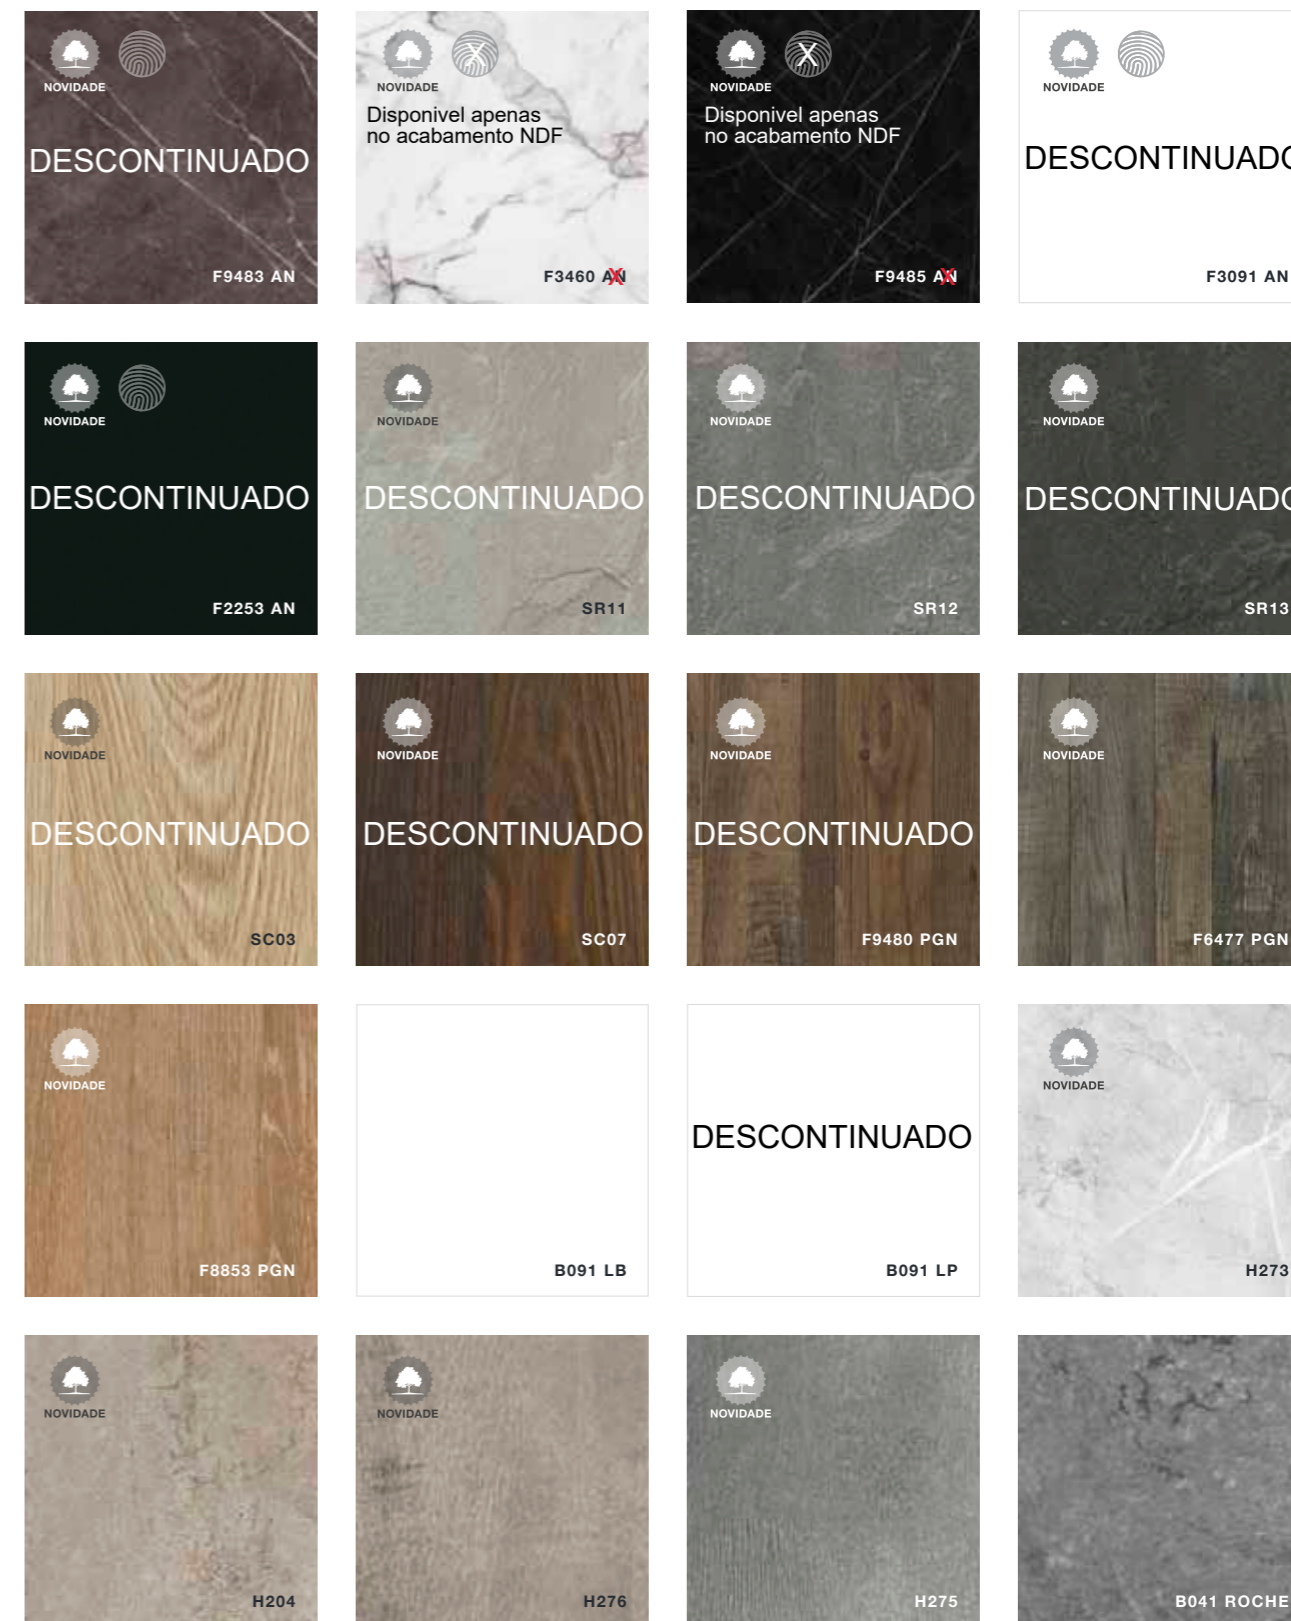 NOVIDADE
DESCONTINUADO
F9483 AN
X
NOVIDADE
Disponivel apenas
no acabamento NDF
F3460 AN
X
X
NOVIDADE
Disponivel apenas
no acabamento NDF
F9485 AN
X
NOVIDADE
DESCONTINUADO
F3091 AN
NOVIDADE
DESCONTINUADO
F2253 AN
NOVIDADE
DESCONTINUADO
SR11
NOVIDADE
DESCONTINUADO
SR12
NOVIDADE
DESCONTINUADO
SR13
NOVIDADE
DESCONTINUADO
SC03
NOVIDADE
DESCONTINUADO
SC07
NOVIDADE
DESCONTINUADO
F9480 PGN
NOVIDADE
F6477 PGN
NOVIDADE
F8853 PGN
B091 LB
DESCONTINUADO
B091 LP
NOVIDADE
H273
NOVIDADE
H204
NOVIDADE
H276
NOVIDADE
H275
B041 ROCHE